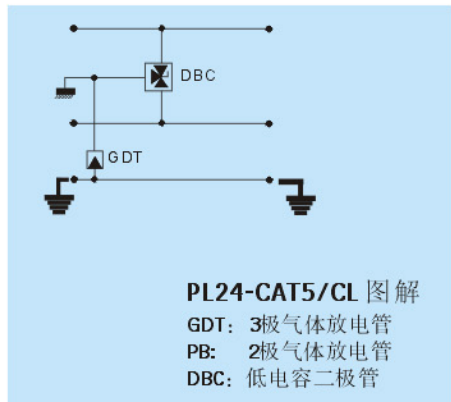 DBC
GDT
PL24-CAT5/CL 图解
GDT: 3极气体放电管
PB: 2极气体放电管
DBC: 低电容二极管